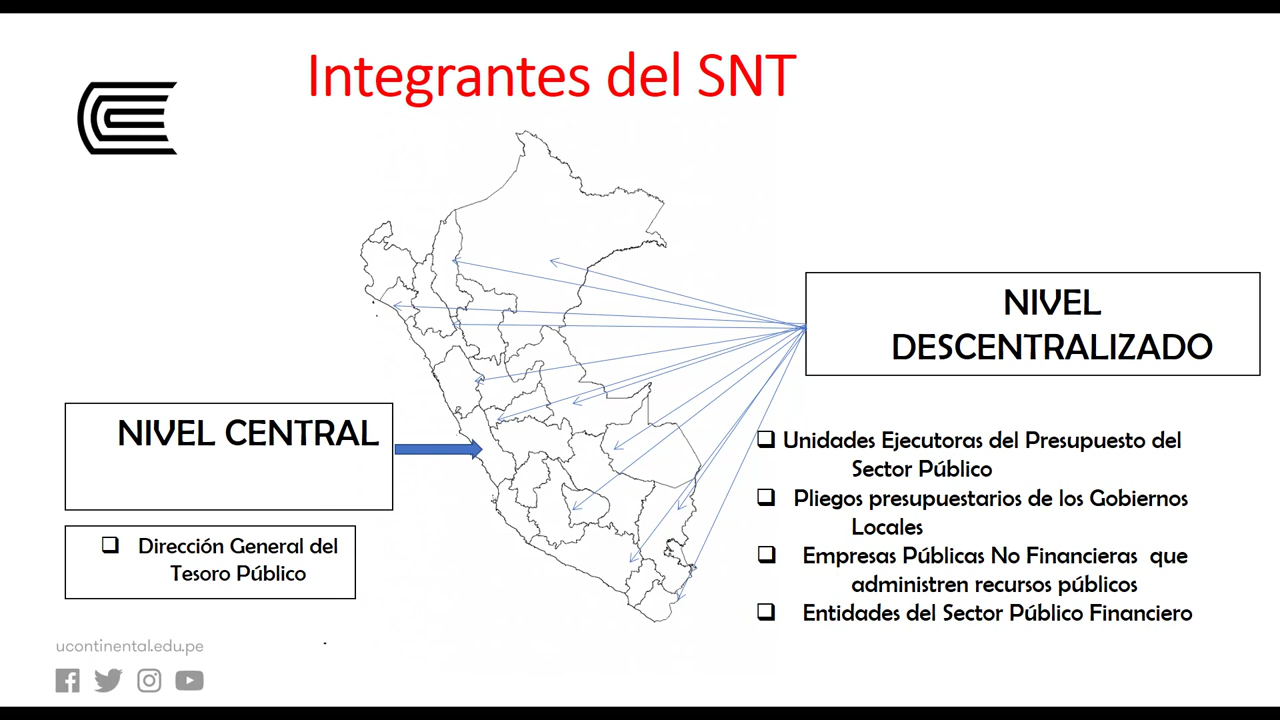 Integrantes del SNT
NIVEL
DESCENTRALIZADO
NIVEL CENTRAL
Dirección General del
Tesoro Público
Unidades Ejecutoras del Presupuesto del
Sector Público
Pliegos presupuestarios de los Gobiernos
Locales
Empresas Públicas No Financieras que
administren recursos públicos
Entidades del Sector Público Financiero
ucontinental.edu.pe